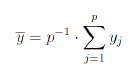 $\overline{y} = p^{-1} \cdot \sum_{j=1}^{p} y_j$